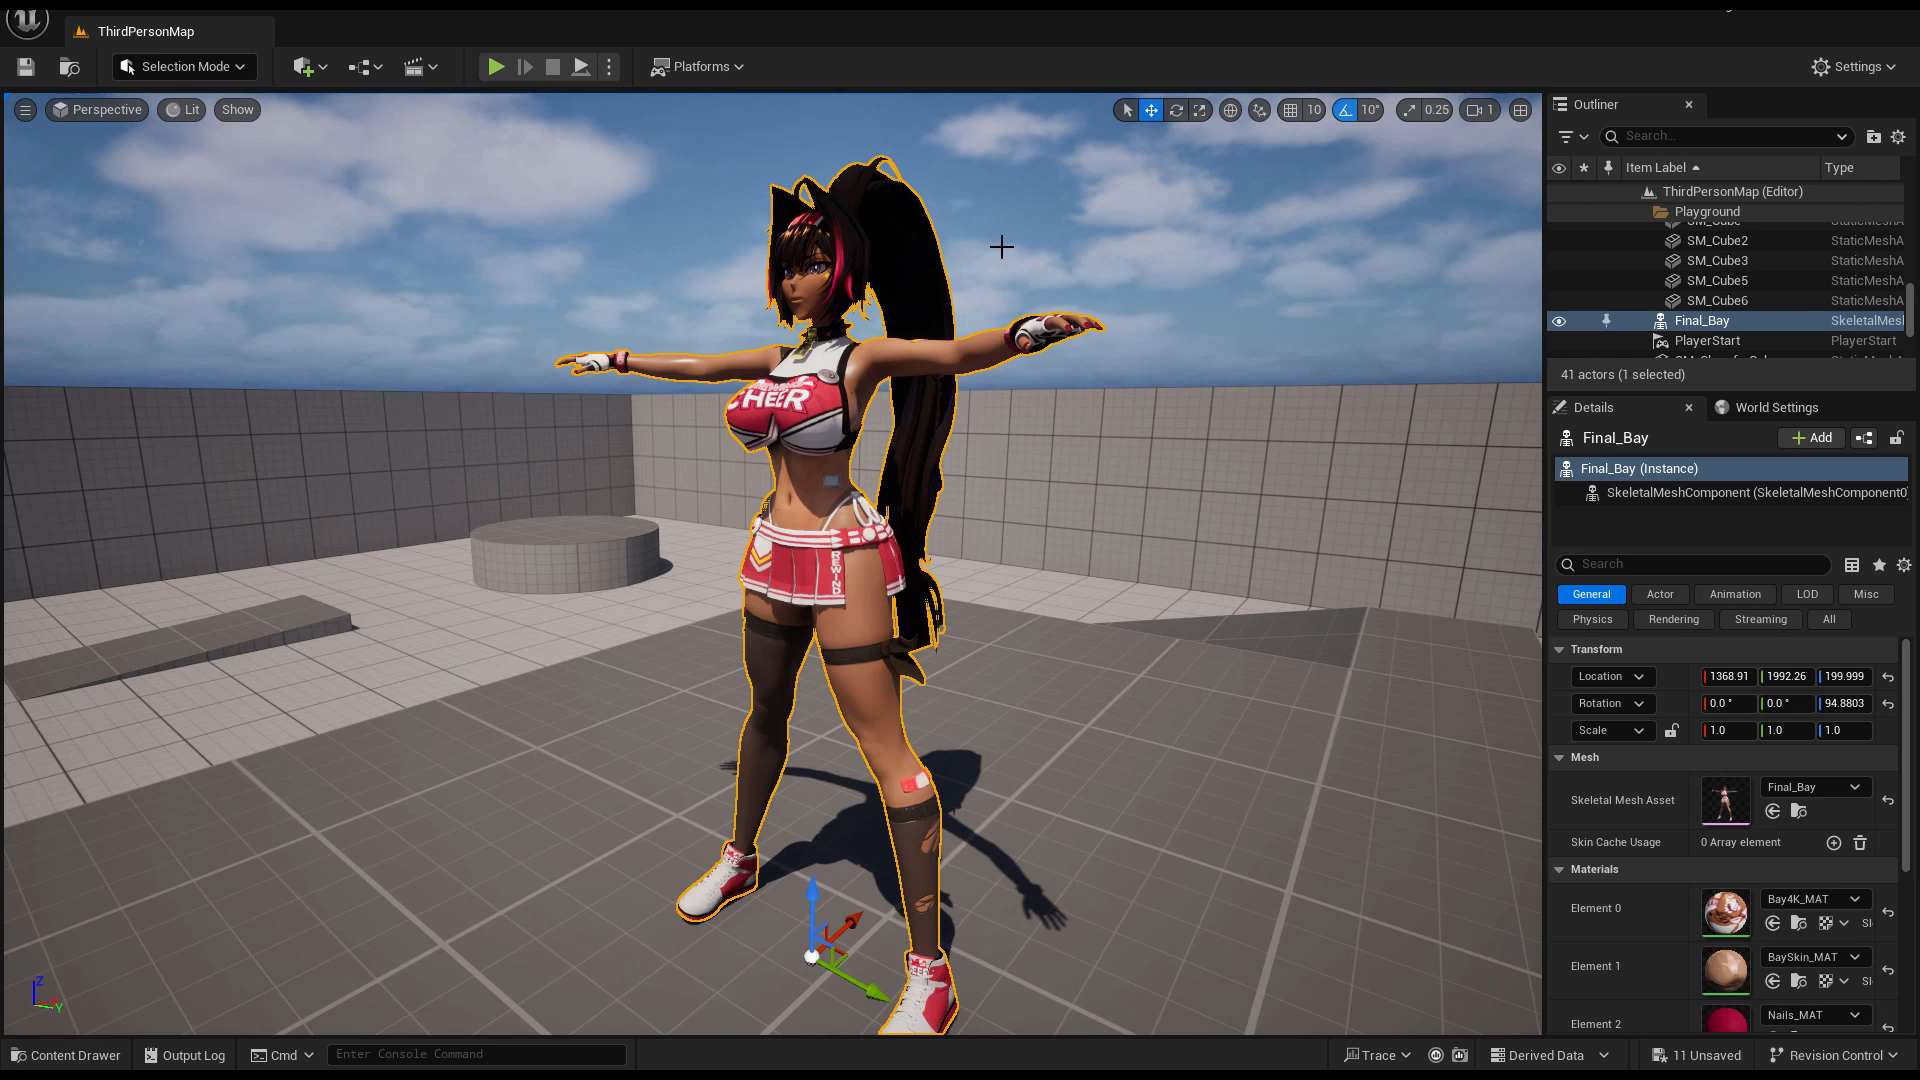 ThirdPersonMap
Selection Mode
Platforms
Settings
Perspective
Lit
Show
10
10°
0.25
1
Outliner
Search...
Item Label
Type
ThirdPersonMap (Editor)
Playground
SM_Cube
SM_Cube2
StaticMeshA
SM_Cube3
StaticMeshA
SM_Cube5
StaticMeshA
SM_Cube6
StaticMeshA
Final_Bay
SkeletalMesl
PlayerStart
PlayerStart
41 actors (1 selected)
Details
World Settings
Final_Bay
Add
Final_Bay (Instance)
SkeletalMeshComponent (SkeletalMeshComponent0
Search
General
Actor
Animation
LOD
Misc
Physics
Rendering
Streaming
All
Transform
Location
1368.91
1992.26
199.999
Rotation
0.0 °
0.0 °
94.8803
Scale
1.0
1.0
1.0
Mesh
Skeletal Mesh Asset
Final_Bay
Skin Cache Usage
0 Array element
Materials
Element 0
Bay4K_MAT
Sl
Element 1
BaySkin_MAT
Sl
Element 2
Nails_MAT
CHEER
REWIND
Z
Y
Content Drawer
Output Log
Cmd
Enter Console Command
Trace
Derived Data
11 Unsaved
Revision Control